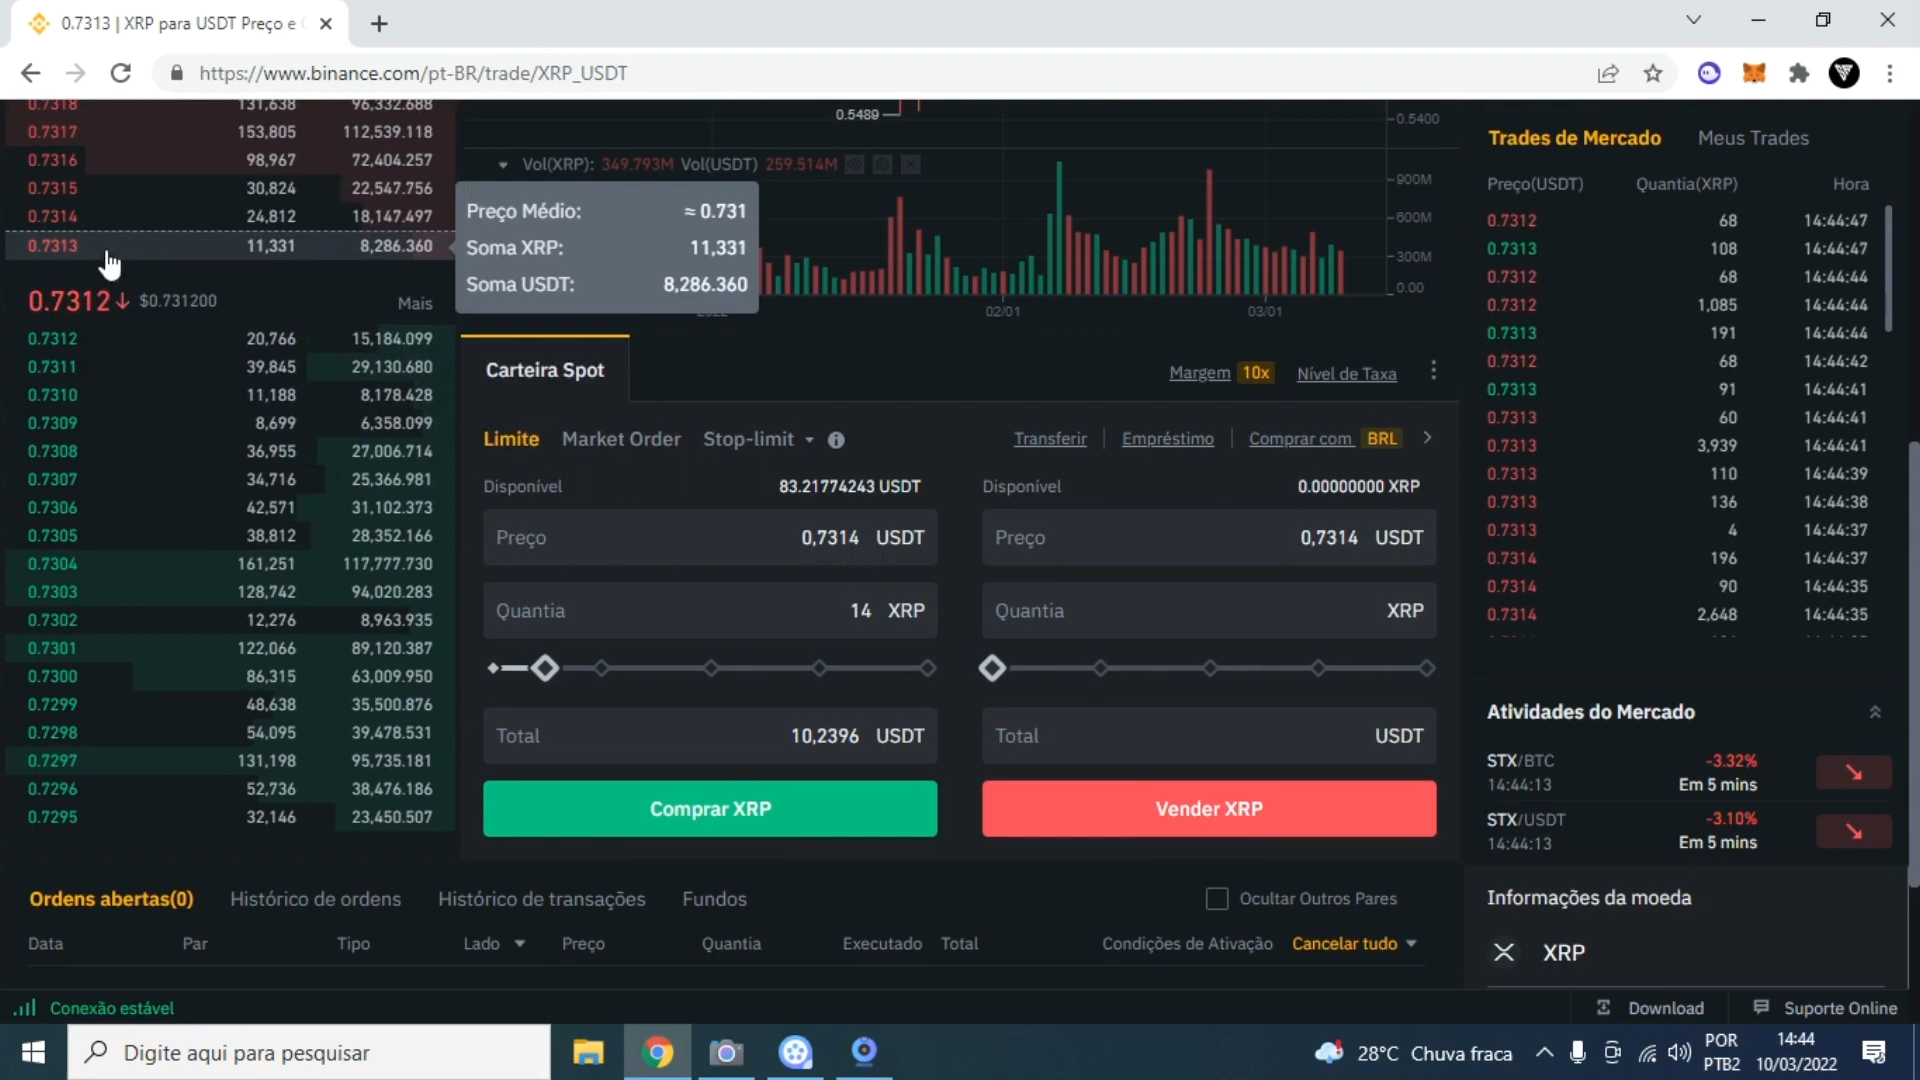 0.7313 | XRP para USDT Preço e
https://www.binance.com/pt-BR/trade/XRP_USDT
0.7318 131,638 96,332.688
0.7317 153,805 112,539.118
0.7316 98,967 72,404.257
0.7315 30,824 22,547.756
0.7314 24,812 18,147.497
0.7313 11,331 8,286.360
0.7312↓ $0.731200 Mais
0.7312 20,766 15,184.099
0.7311 39,845 29,130.680
0.7310 11,188 8,178.428
0.7309 8,699 6,358.099
0.7308 36,955 27,006.714
0.7307 34,716 25,366.981
0.7306 42,571 31,102.373
0.7305 38,812 28,352.166
0.7304 161,251 117,777.730
0.7303 128,742 94,020.283
0.7302 12,276 8,963.935
0.7301 122,066 89,120.387
0.7300 86,315 63,009.950
0.7299 48,638 35,500.876
0.7298 54,095 39,478.531
0.7297 131,198 95,735.181
0.7296 52,736 38,476.186
0.7295 32,146 23,450.507
0.5489
0.5400
Vol(XRP): 349.793M Vol(USDT) 259.514M
900M
600M
300M
0.00
02/01 03/01
Preço Médio: ≈ 0.731
Soma XRP: 11,331
Soma USDT: 8,286.360
Carteira Spot
Margem 10x Nível de Taxa
Limite Market Order Stop-limit
Transferir Empréstimo Comprar com BRL
Disponível 83.21774243 USDT
Preço 0,7314 USDT
Quantia 14 XRP
Total 10,2396 USDT
Comprar XRP
Disponível 0.00000000 XRP
Preço 0,7314 USDT
Quantia XRP
Total USDT
Vender XRP
Trades de Mercado Meus Trades
Preço(USDT) Quantia(XRP) Hora
0.7312 68 14:44:47
0.7313 108 14:44:47
0.7312 68 14:44:44
0.7312 1,085 14:44:44
0.7313 191 14:44:44
0.7312 68 14:44:42
0.7313 91 14:44:41
0.7313 60 14:44:41
0.7313 3,939 14:44:41
0.7313 110 14:44:39
0.7313 136 14:44:38
0.7313 4 14:44:37
0.7314 196 14:44:37
0.7314 90 14:44:35
0.7314 2,648 14:44:35
Atividades do Mercado
STX/BTC -3.32%
14:44:13 Em 5 mins
STX/USDT -3.10%
14:44:13 Em 5 mins
Informações da moeda
XRP
Ordens abertas(0) Histórico de ordens Histórico de transações Fundos
Ocultar Outros Pares
Data Par Tipo Lado Preço Quantia Executado Total Condições de Ativação Cancelar tudo
Conexão estável
Download Suporte Online
Digite aqui para pesquisar
28°C Chuva fraca
POR
PTB2
14:44
10/03/2022